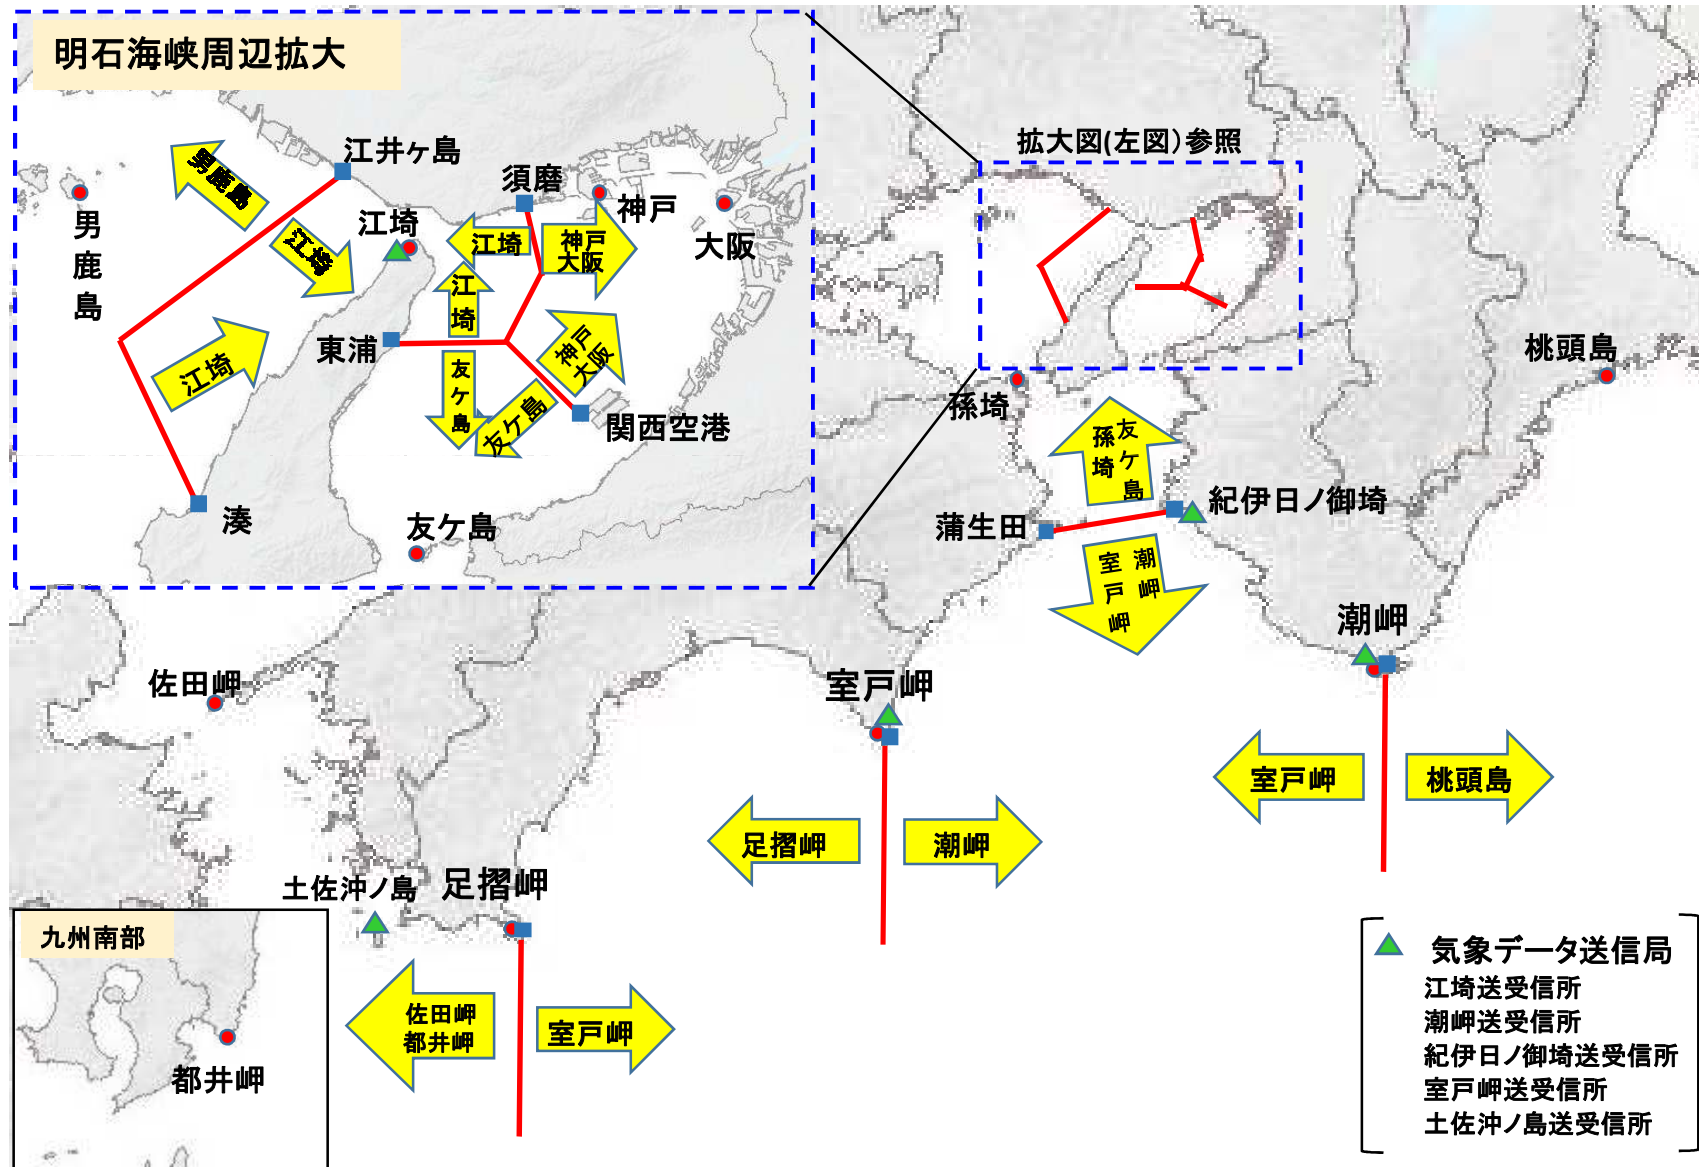 明石海峡周辺拡大
江井ヶ島
男鹿島
須磨
神戸
男鹿島
江埼
江埼
江埼
神戸
大阪
大阪
江埼
東浦
江埼
神戸
大阪
友ケ島
友ケ島
関西空港
湊
友ケ島
拡大図(左図)参照
桃頭島
孫埼
友ケ島
孫埼
紀伊日ノ御埼
蒲生田
潮岬
室戸岬
潮岬
佐田岬
室戸岬
室戸岬
桃頭島
足摺岬
潮岬
土佐沖ノ島
足摺岬
佐田岬
都井岬
室戸岬
九州南部
都井岬
気象データ送信局
江埼送受信所
潮岬送受信所
紀伊日ノ御埼送受信所
室戸岬送受信所
土佐沖ノ島送受信所